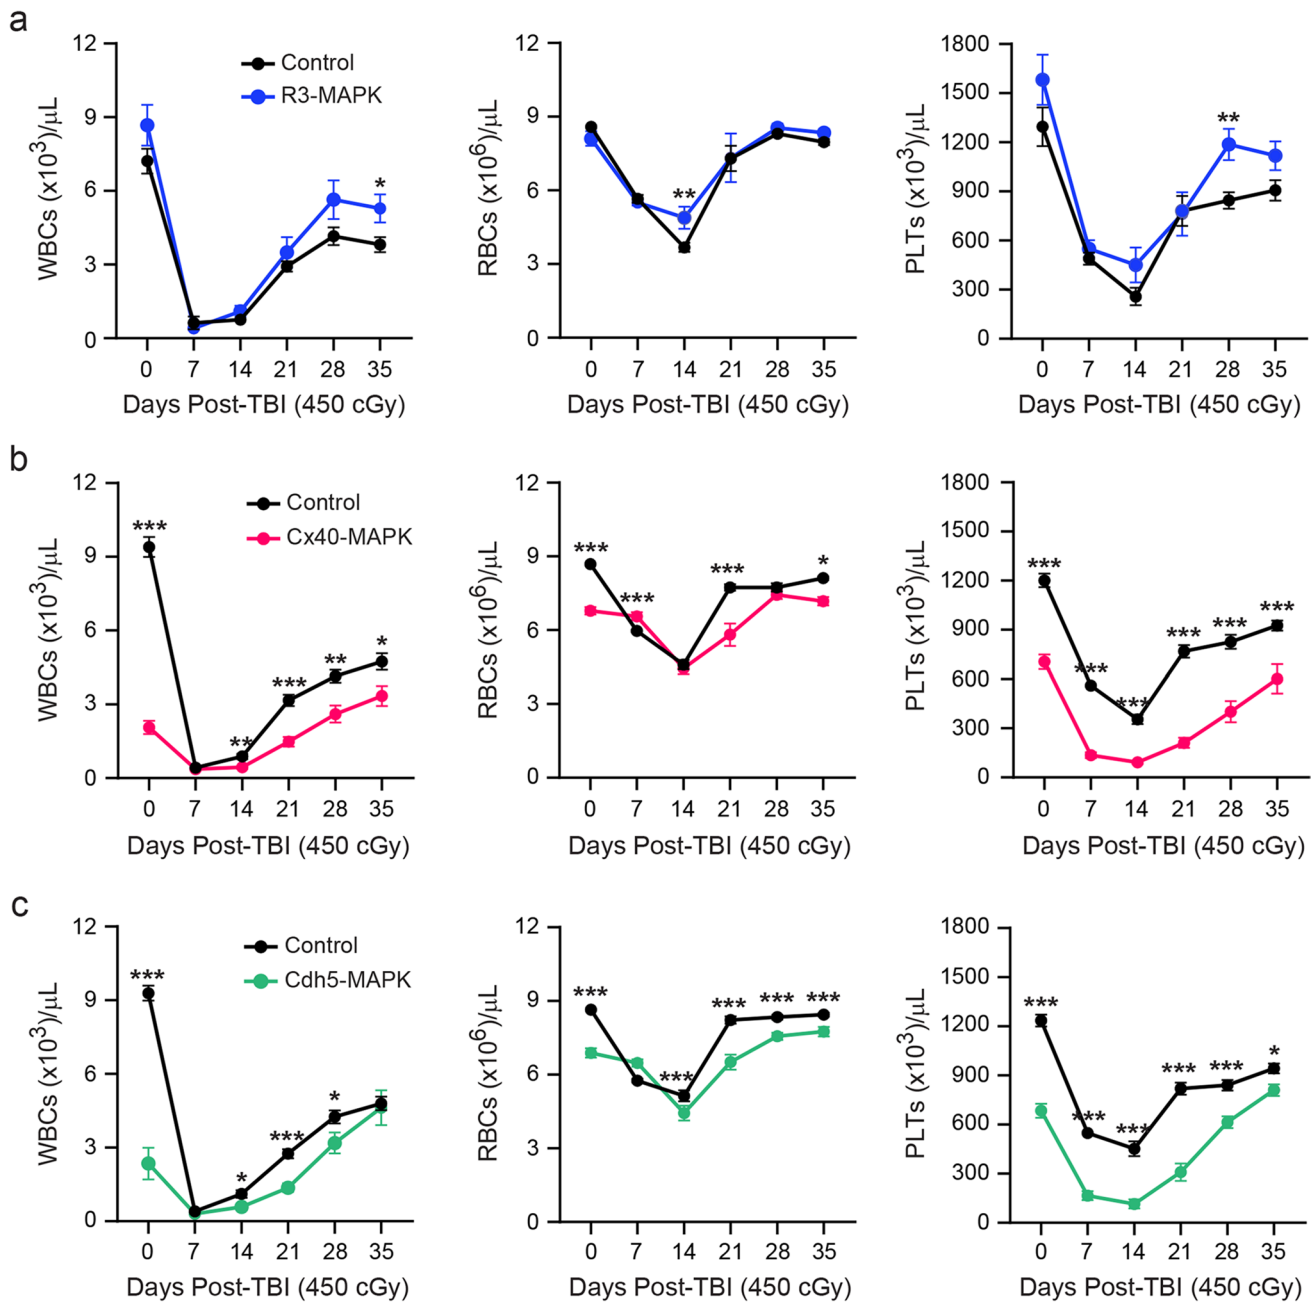 a
12
9
6
3
0
WBCs (x10³)/μL
Control
R3-MAPK
*
0 7 14 21 28 35
Days Post-TBI (450 cGy)
12
9
6
3
0
RBCs (x10⁶)/μL
**
0 7 14 21 28 35
Days Post-TBI (450 cGy)
1800
1500
1200
900
600
300
0
PLTs (x10³)/μL
**
0 7 14 21 28 35
Days Post-TBI (450 cGy)
b
12
9
6
3
0
WBCs (x10³)/μL
Control
Cx40-MAPK
*** ** *** ** *
0 7 14 21 28 35
Days Post-TBI (450 cGy)
12
9
6
3
0
RBCs (x10⁶)/μL
*** *** *** *
0 7 14 21 28 35
Days Post-TBI (450 cGy)
1800
1500
1200
900
600
300
0
PLTs (x10³)/μL
*** *** *** *** *** ***
0 7 14 21 28 35
Days Post-TBI (450 cGy)
c
12
9
6
3
0
WBCs (x10³)/μL
Control
Cdh5-MAPK
*** * *** *
0 7 14 21 28 35
Days Post-TBI (450 cGy)
12
9
6
3
0
RBCs (x10⁶)/μL
*** *** *** *** ***
0 7 14 21 28 35
Days Post-TBI (450 cGy)
1800
1500
1200
900
600
300
0
PLTs (x10³)/μL
*** *** *** *** *** *
0 7 14 21 28 35
Days Post-TBI (450 cGy)